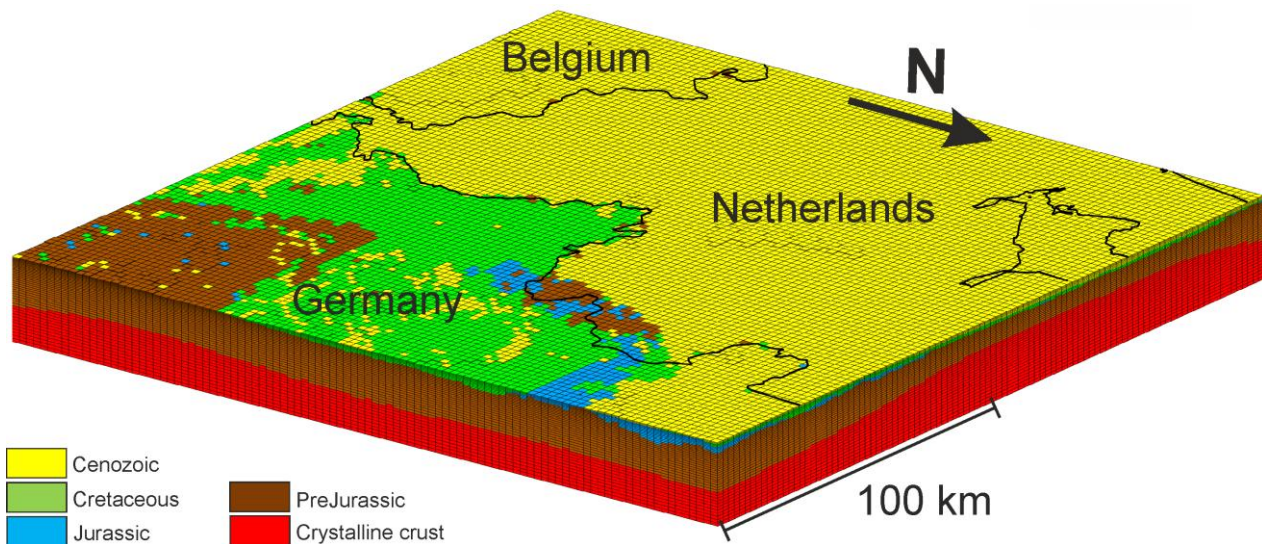 Belgium
N
Netherlands
Germany
Cenozoic
Cretaceous
PreJurassic
Jurassic
Crystalline crust
100 km